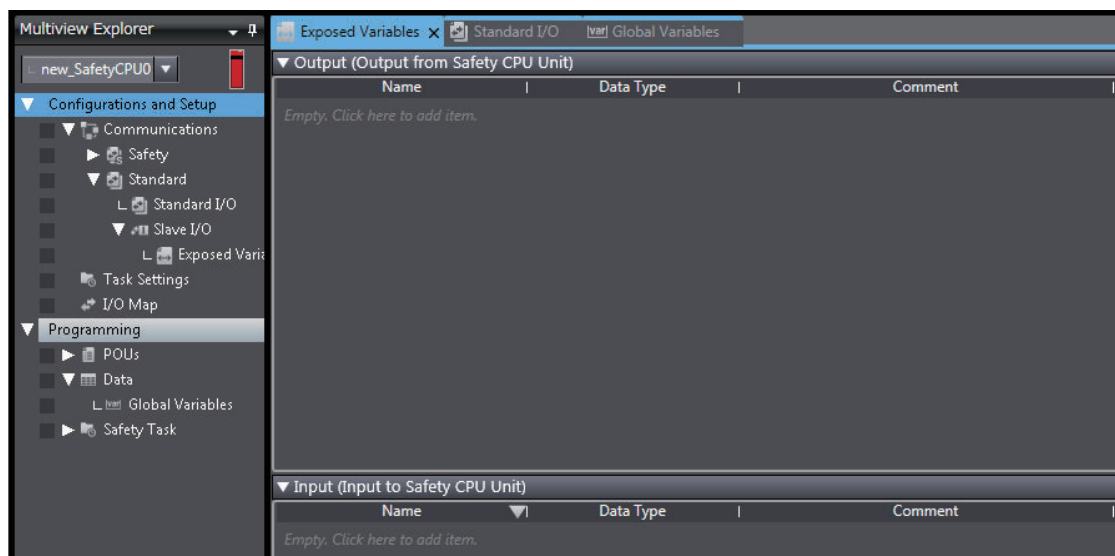 Multiview Explorer
new_SafetyCPU0
Configurations and Setup
Communications
Safety
Standard
Standard I/O
Slave I/O
Exposed Varia
Task Settings
I/O Map
Programming
POUs
Data
Global Variables
Safety Task
Exposed Variables Standard I/O Global Variables
Output (Output from Safety CPU Unit)
Name Data Type Comment
Empty. Click here to add item.
Input (Input to Safety CPU Unit)
Name Data Type Comment
Empty. Click here to add item.